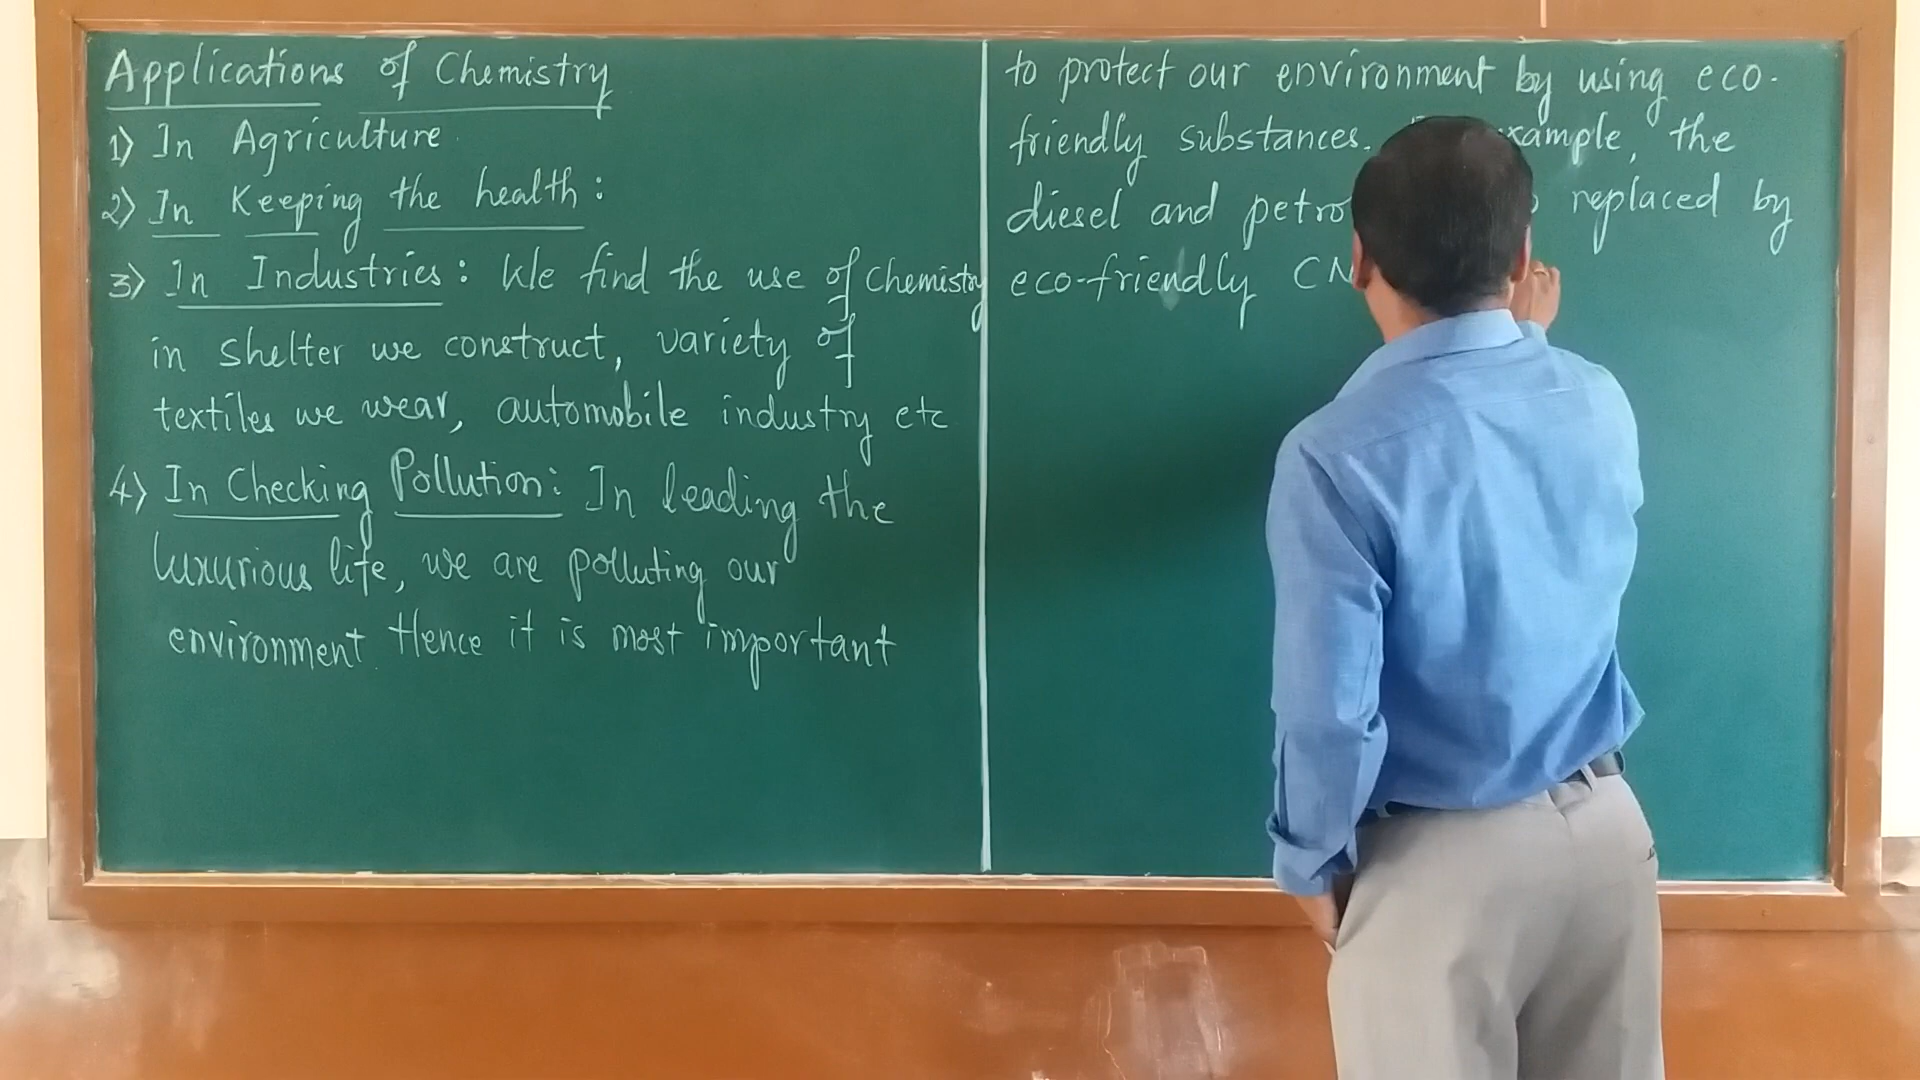 Applications of Chemistry
1) In Agriculture
2) In Keeping the health:
3) In Industries: We find the use of Chemistry
in shelter we construct, variety of
textiles we wear, automobile industry etc
4) In Checking Pollution: In leading the
luxurious life, we are polluting our
environment. Hence it is most important
to protect our environment by using eco-
friendly substances. example, the
diesel and replaced by
eco-friendly